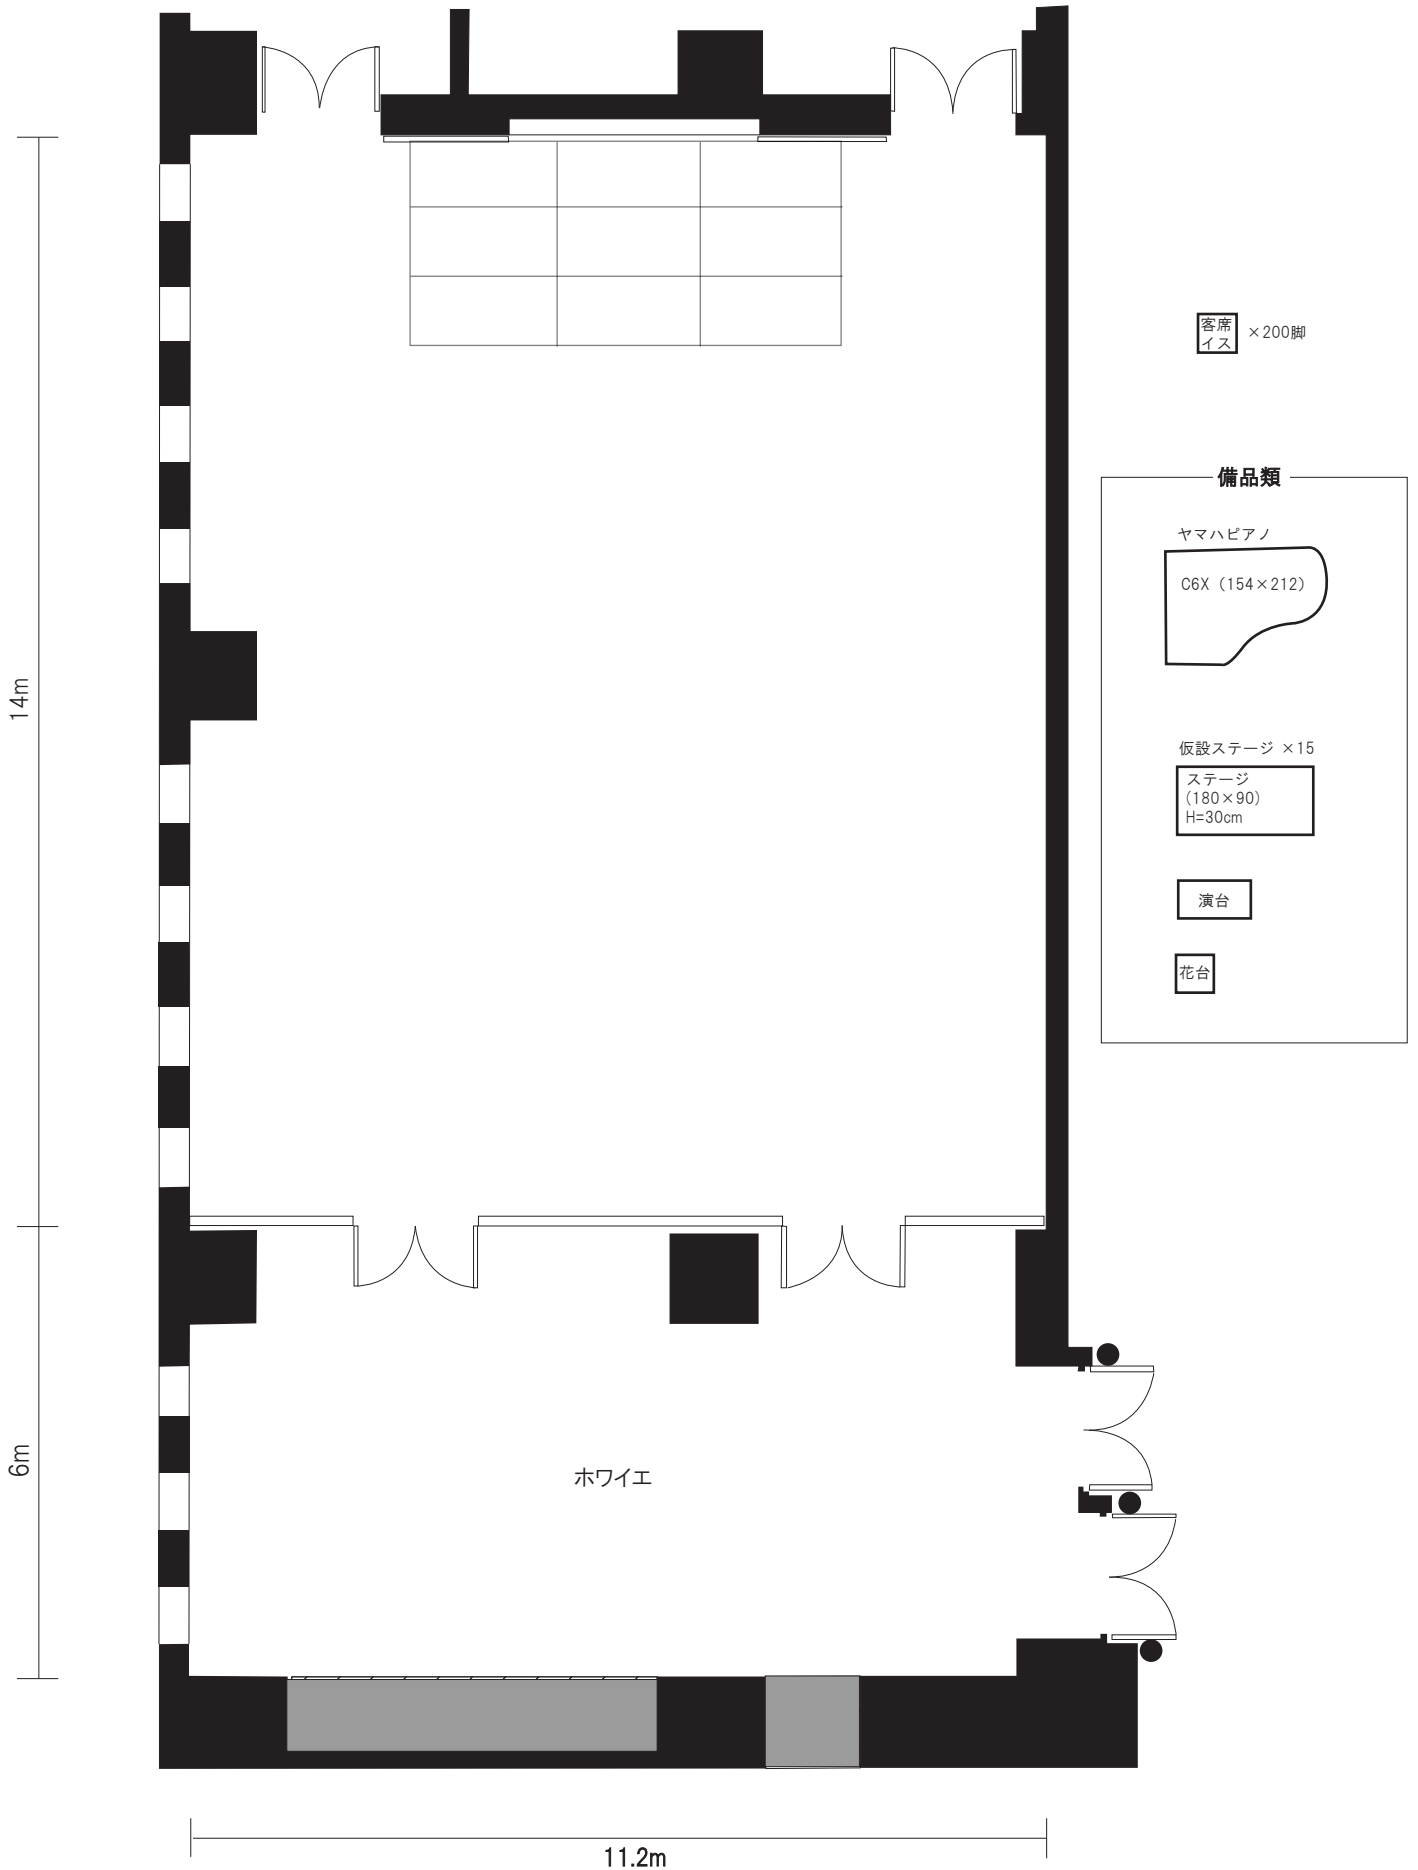 客席
イス
×200脚
備品類
ヤマハピアノ
C6X（154×212）
仮設ステージ ×15
ステージ
(180×90)
H=30cm
演台
花台
14m
6m
ホワイエ
11.2m